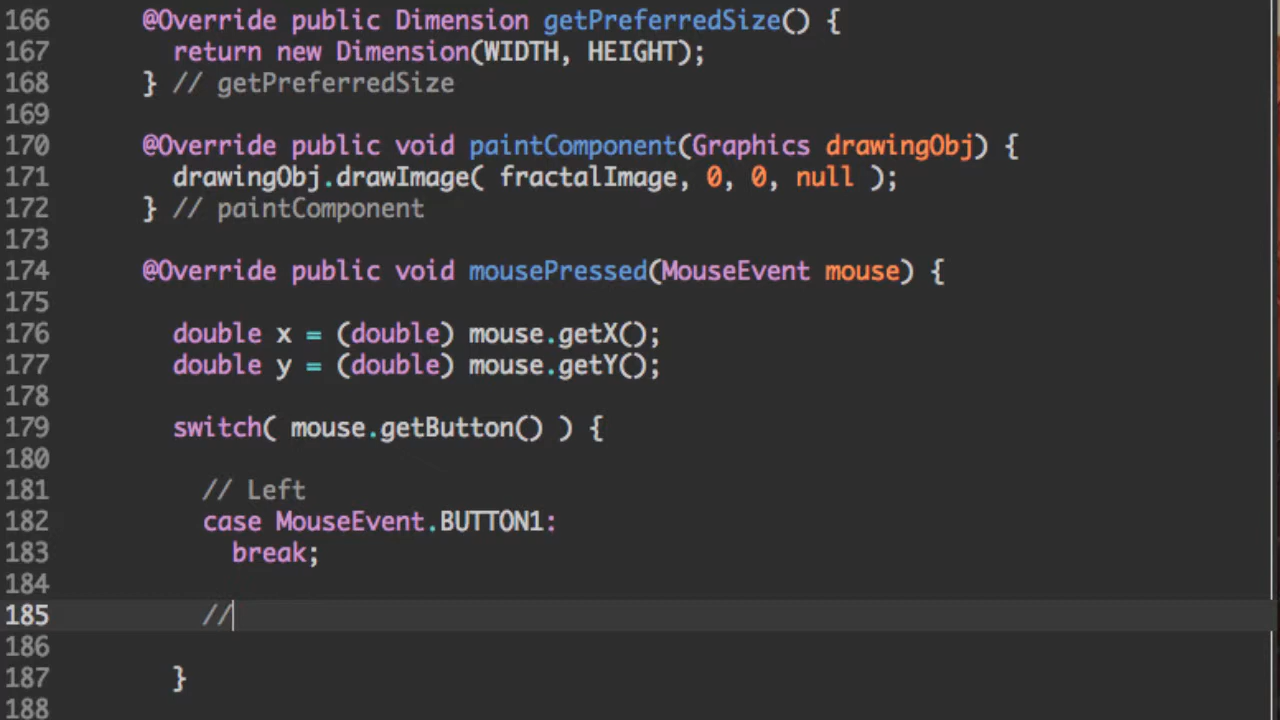 166 @Override public Dimension getPreferredSize() {
167 return new Dimension(WIDTH, HEIGHT);
168 } // getPreferredSize
169
170 @Override public void paintComponent(Graphics drawingObj) {
171 drawingObj.drawImage( fractalImage, 0, 0, null );
172 } // paintComponent
173
174 @Override public void mousePressed(MouseEvent mouse) {
175
176 double x = (double) mouse.getX();
177 double y = (double) mouse.getY();
178
179 switch( mouse.getButton() ) {
180
181 // Left
182 case MouseEvent.BUTTON1:
183 break;
184
185 //
186
187 }
188